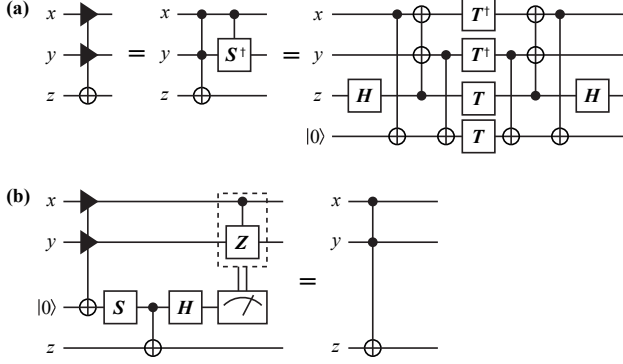 (a)
x x x T†
= =
y y S† y T†
z z z H T H
|0⟩ T
(b)
x x
y Z y
=
|0⟩ S H
z z